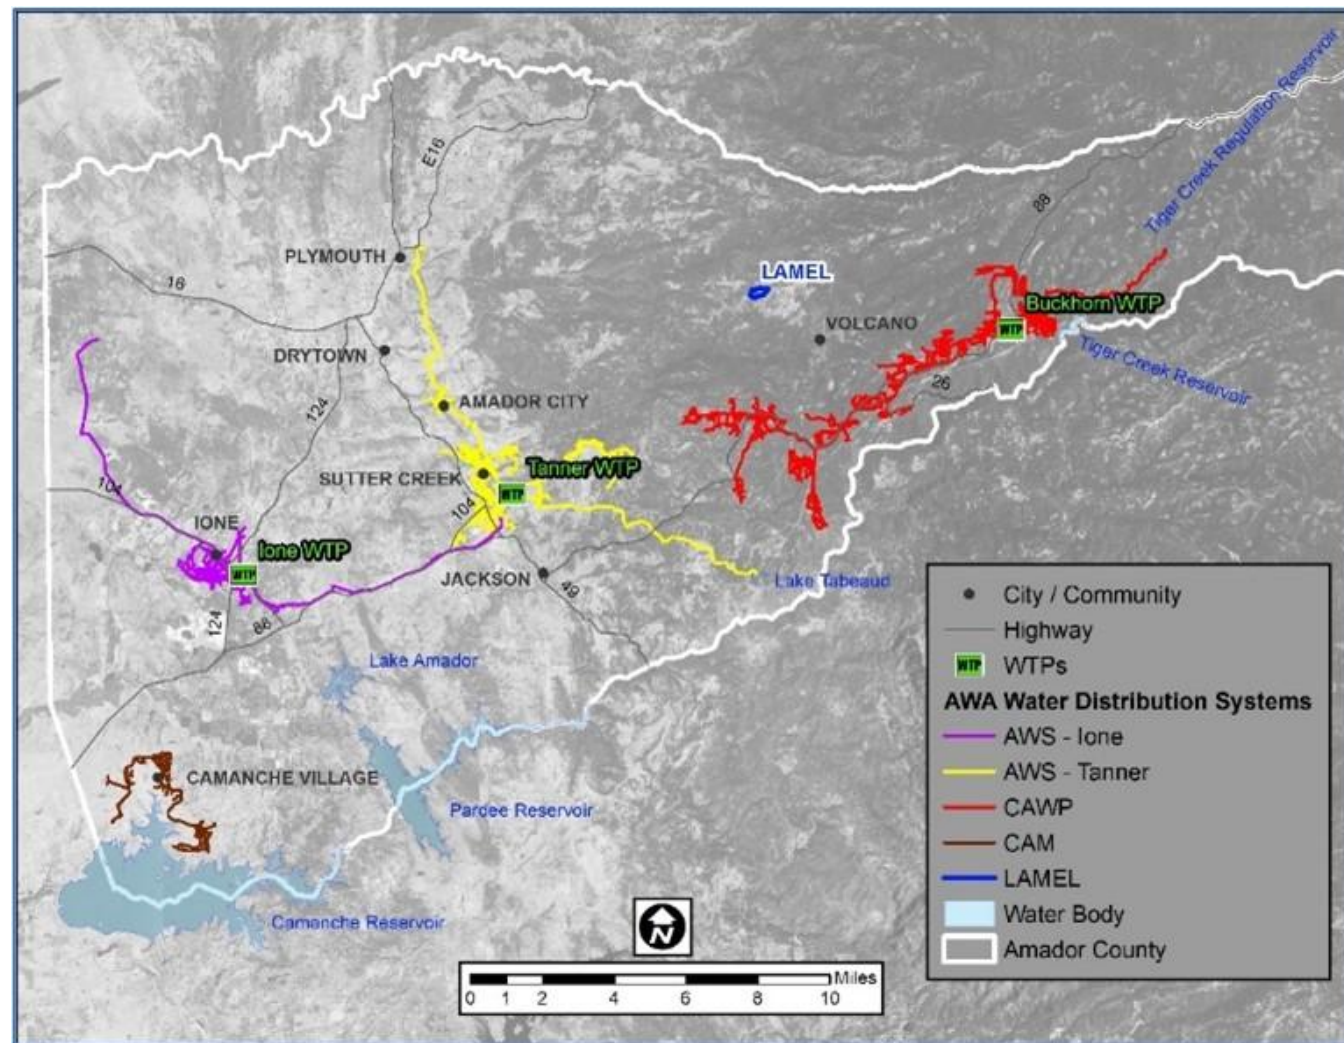 Tiger Creek Regulation Reservoir
E16
88
PLYMOUTH
LAMEL
16
Buckhorn WTP
WTP
VOLCANO
DRYTOWN
Tiger Creek Reservoir
26
124
AMADOR CITY
SUTTER CREEK
Tanner WTP
WTP
104
104
IONE
Ione WTP
WTP
JACKSON
Lake Tabeaud
49
124
88
Lake Amador
CAMANCHE VILLAGE
Pardee Reservoir
Camanche Reservoir
N
Miles
0 1 2 4 6 8 10
City / Community
Highway
WTP WTPs
AWA Water Distribution Systems
AWS - Ione
AWS - Tanner
CAWP
CAM
LAMEL
Water Body
Amador County